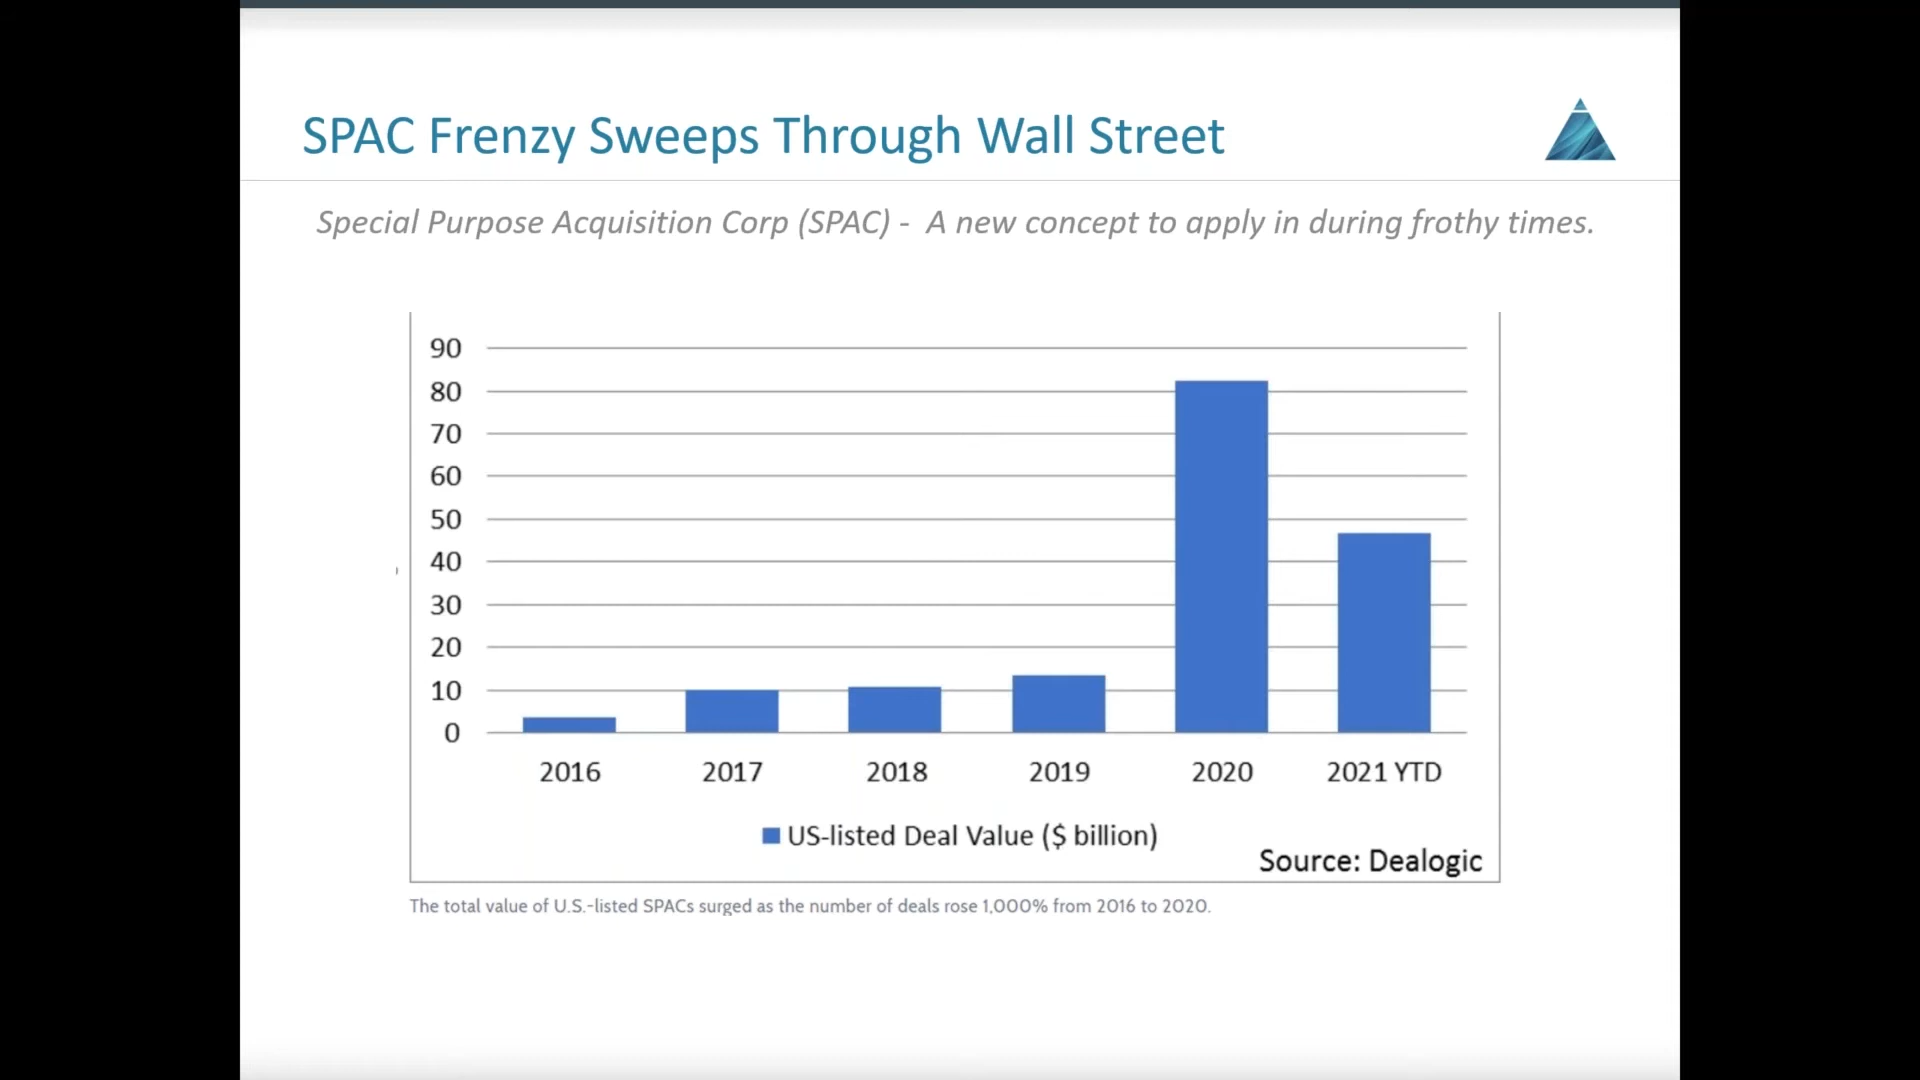 SPAC Frenzy Sweeps Through Wall Street
Special Purpose Acquisition Corp (SPAC) - A new concept to apply in during frothy times.
90
80
70
60
50
40
30
20
10
0
2016 2017 2018 2019 2020 2021 YTD
US-listed Deal Value ($ billion)
Source: Dealogic
The total value of U.S.-listed SPACs surged as the number of deals rose 1,000% from 2016 to 2020.